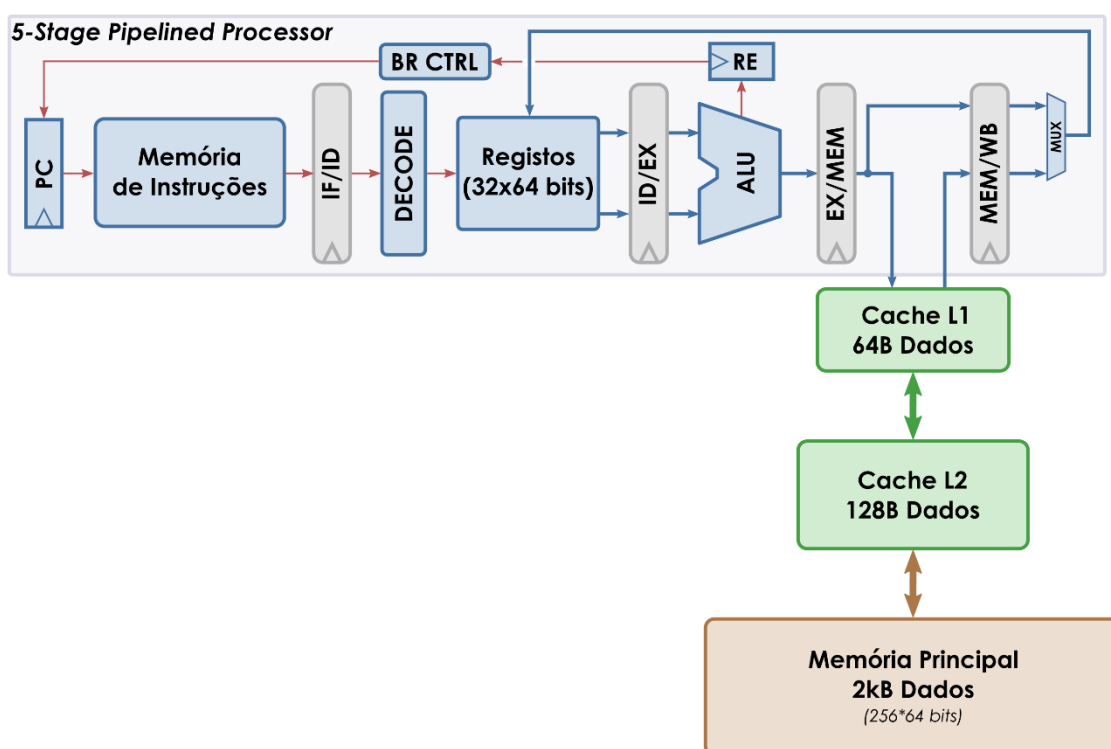 5-Stage Pipelined Processor
BR CTRL
RE
PC
Memória
de Instruções
IF/ID
DECODE
Registos
(32x64 bits)
ID/EX
ALU
EX/MEM
MEM/WB
MUX
Cache L1
64B Dados
Cache L2
128B Dados
Memória Principal
2kB Dados
(256*64 bits)